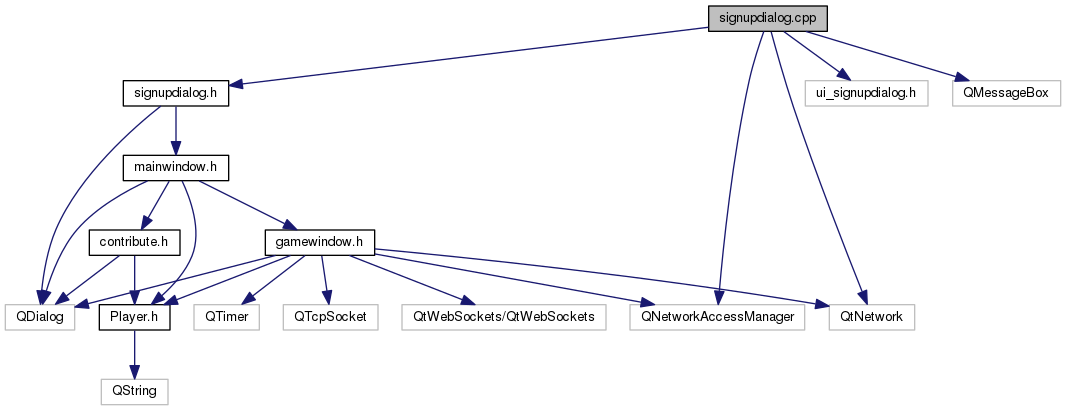 signupdialog.cpp
signupdialog.h
ui_signupdialog.h
QMessageBox
mainwindow.h
contribute.h
gamewindow.h
QDialog
Player.h
QTimer
QTcpSocket
QtWebSockets/QtWebSockets
QNetworkAccessManager
QtNetwork
QString